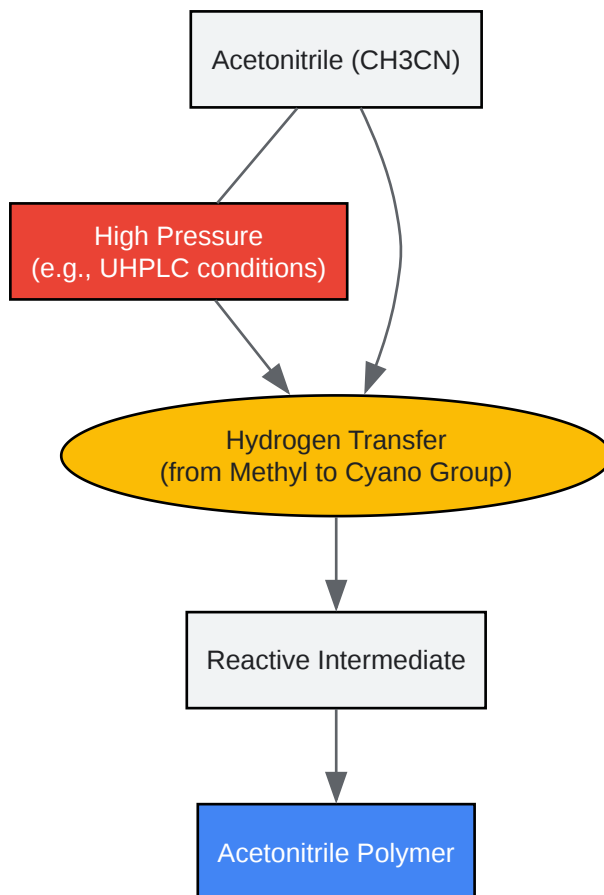 Acetonitrile (CH3CN)
High Pressure
(e.g., UHPLC conditions)
Hydrogen Transfer
(from Methyl to Cyano Group)
Reactive Intermediate
Acetonitrile Polymer